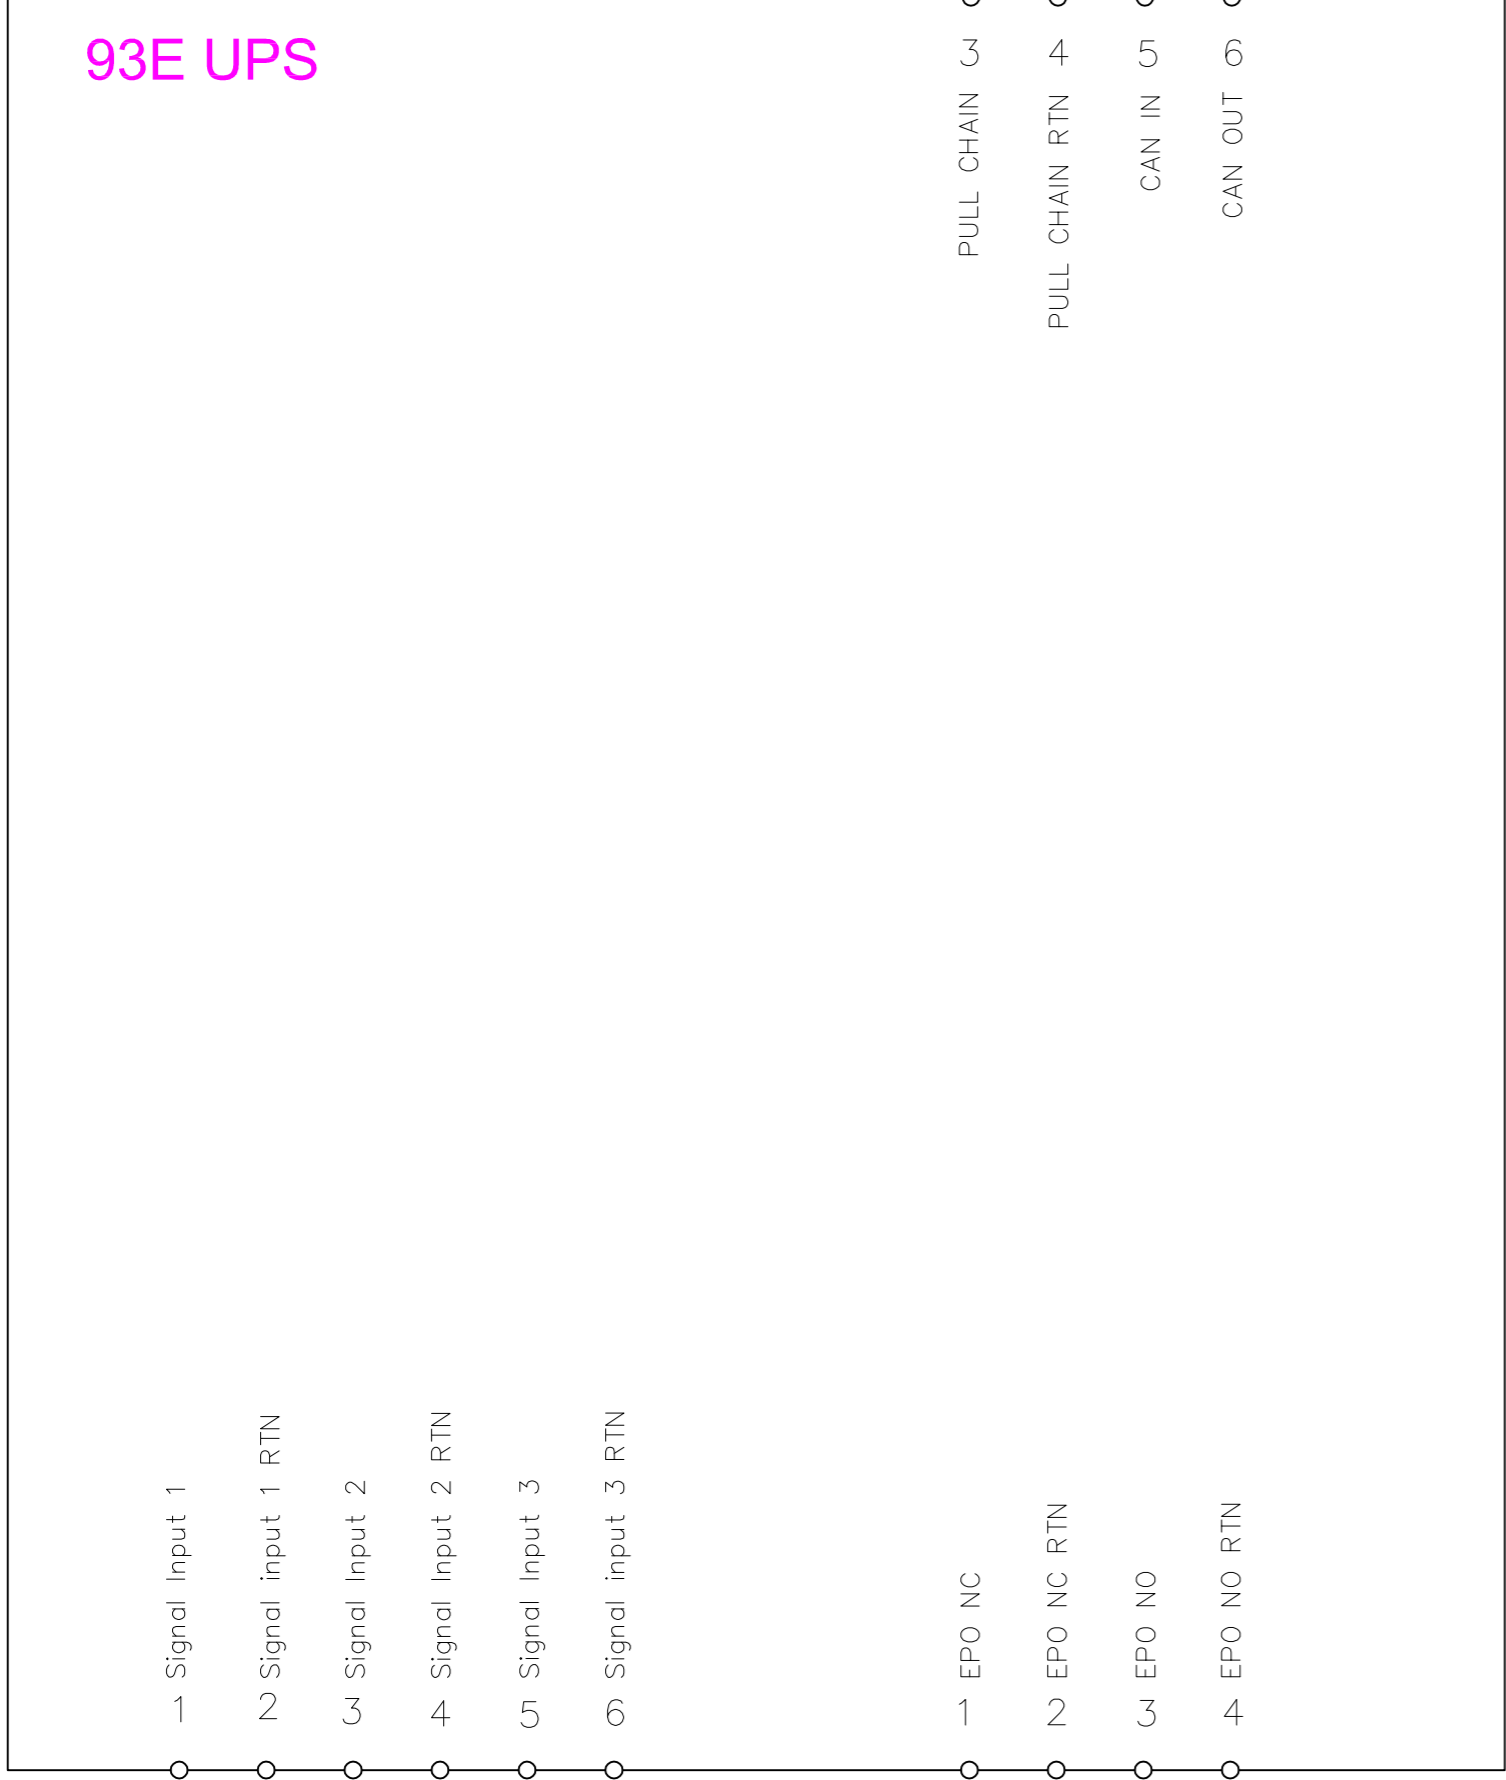 93E UPS
3
4
5
6
PULL CHAIN
PULL CHAIN RTN
CAN IN
CAN OUT
Signal Input 1
Signal input 1 RTN
Signal Input 2
Signal Input 2 RTN
Signal Input 3
Signal input 3 RTN
EPO NC
EPO NC RTN
EPO NO
EPO NO RTN
1
2
3
4
5
6
1
2
3
4